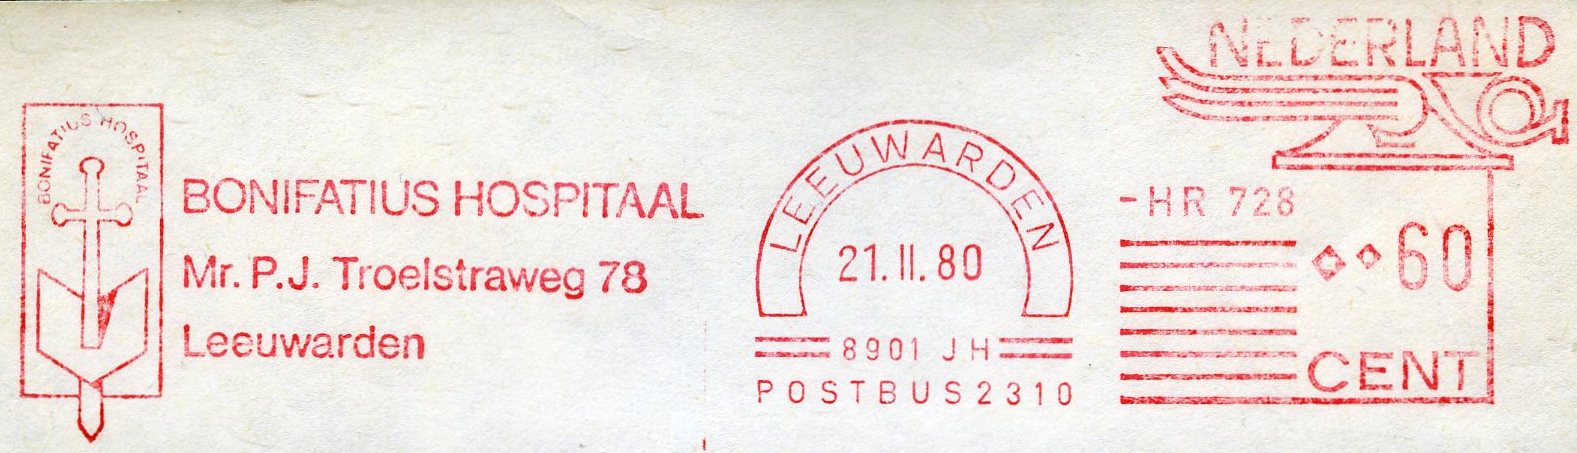 BONIFATIUS HOSPITAAL
BONIFATIUS HOSPITAAL
Mr. P.J. Troelstraweg 78
Leeuwarden
LEEUWARDEN
21.II.80
8901 JH
POSTBUS2310
NEDERLAND
-HR 728
60
CENT